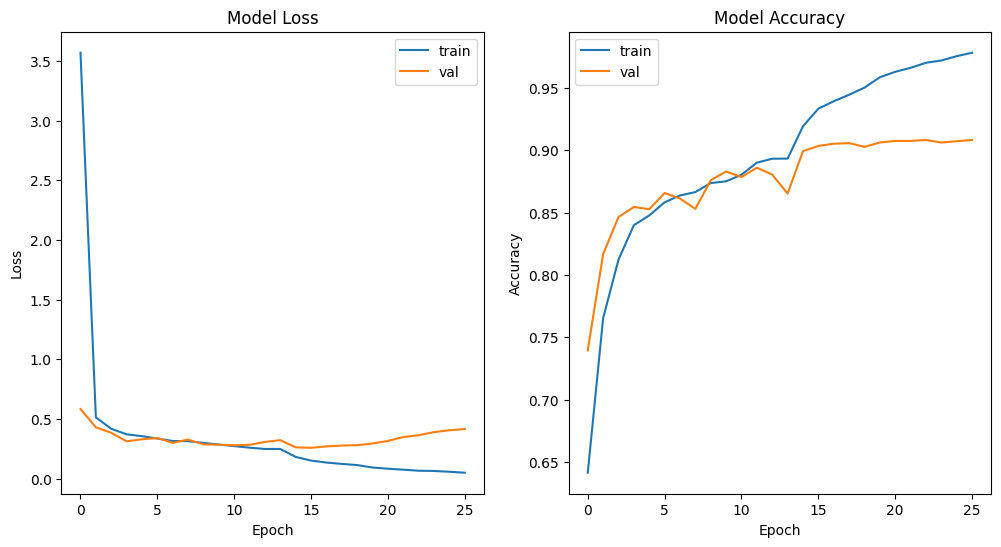 Model Loss
train
val
3.5
3.0
2.5
2.0
1.5
1.0
0.5
0.0
Loss
0
5
10
15
20
25
Epoch
Model Accuracy
train
val
0.95
0.90
0.85
0.80
0.75
0.70
0.65
Accuracy
0
5
10
15
20
25
Epoch